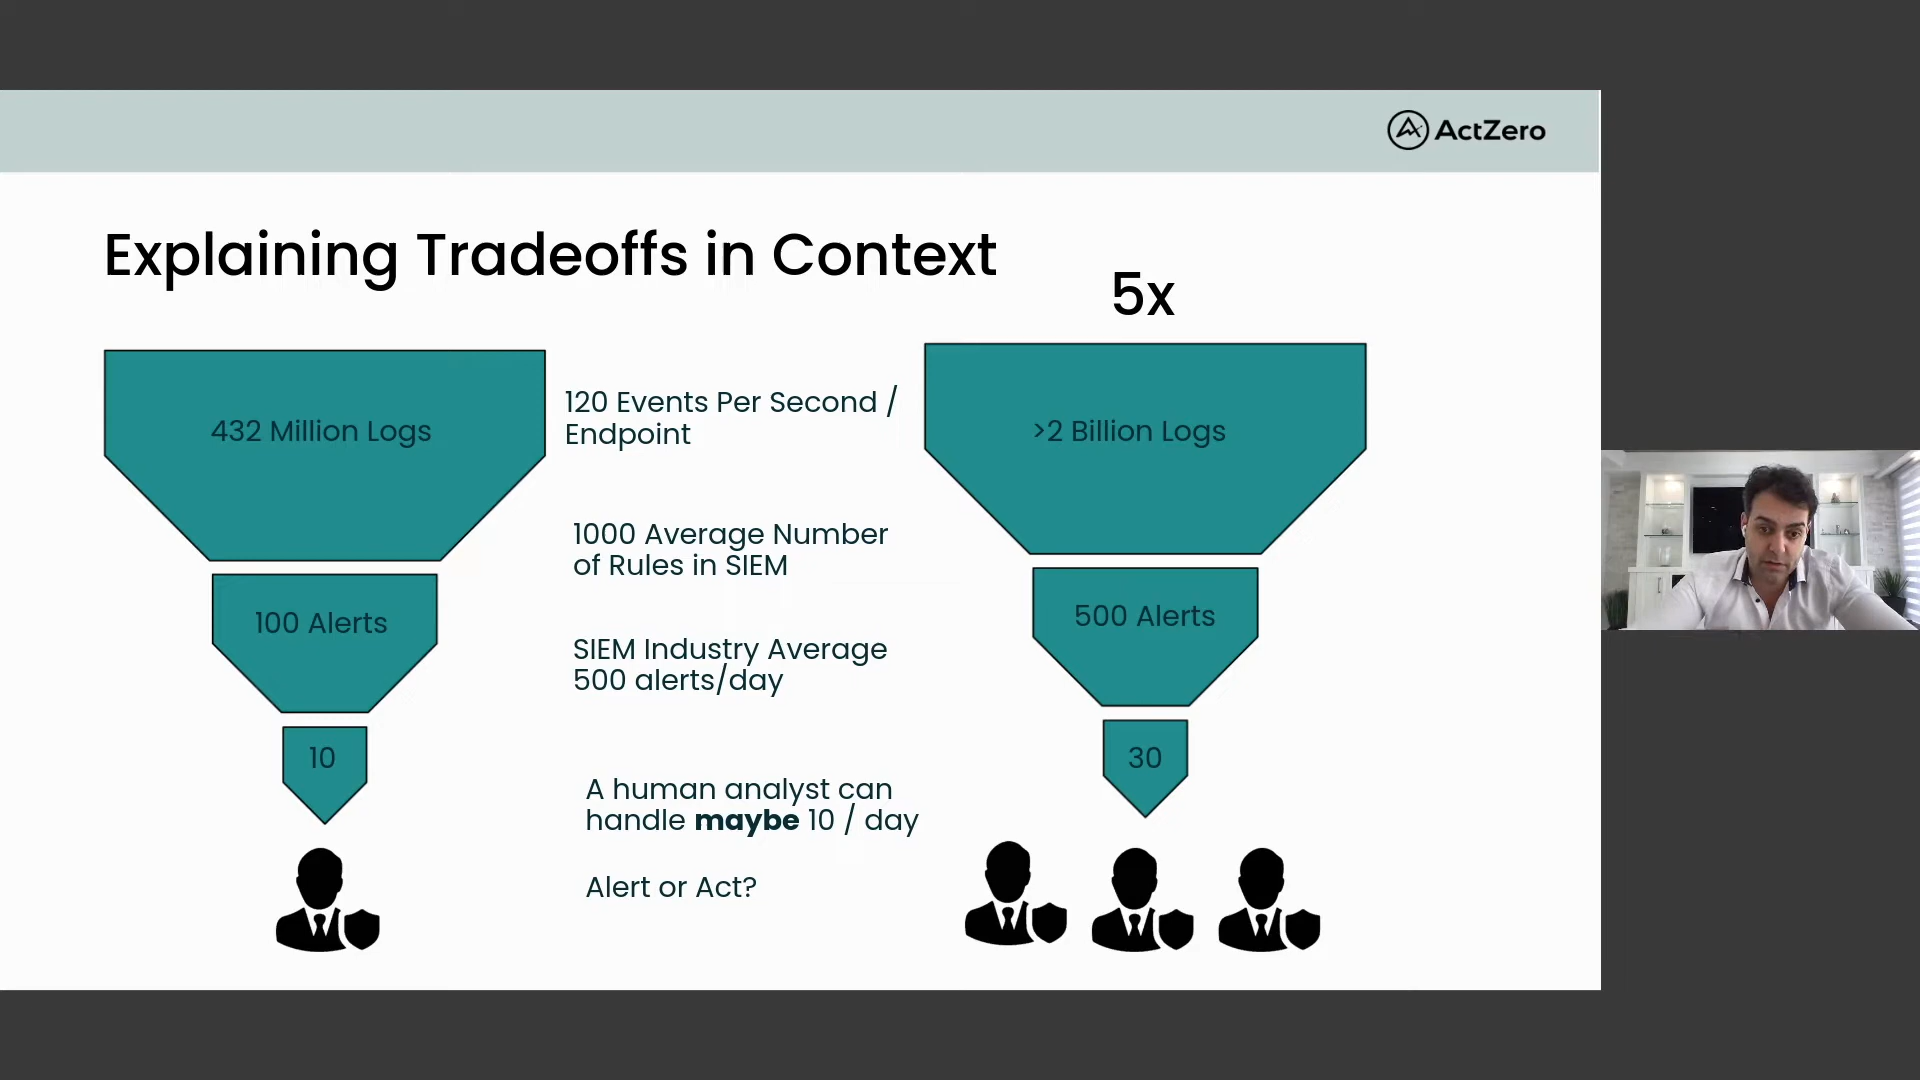 ActZero
Explaining Tradeoffs in Context
5x
432 Million Logs
120 Events Per Second /
Endpoint
>2 Billion Logs
1000 Average Number
of Rules in SIEM
100 Alerts
500 Alerts
SIEM Industry Average
500 alerts/day
10
30
A human analyst can
handle maybe 10 / day
Alert or Act?